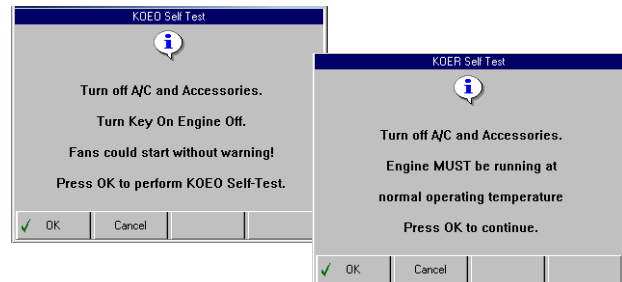 KOEO Self Test
Turn off A/C and Accessories.
Turn Key On Engine Off.
Fans could start without warning!
Press OK to perform KOEO Self-Test.
OK
Cancel
KOER Self Test
Turn off A/C and Accessories.
Engine MUST be running at
normal operating temperature
Press OK to continue.
OK
Cancel